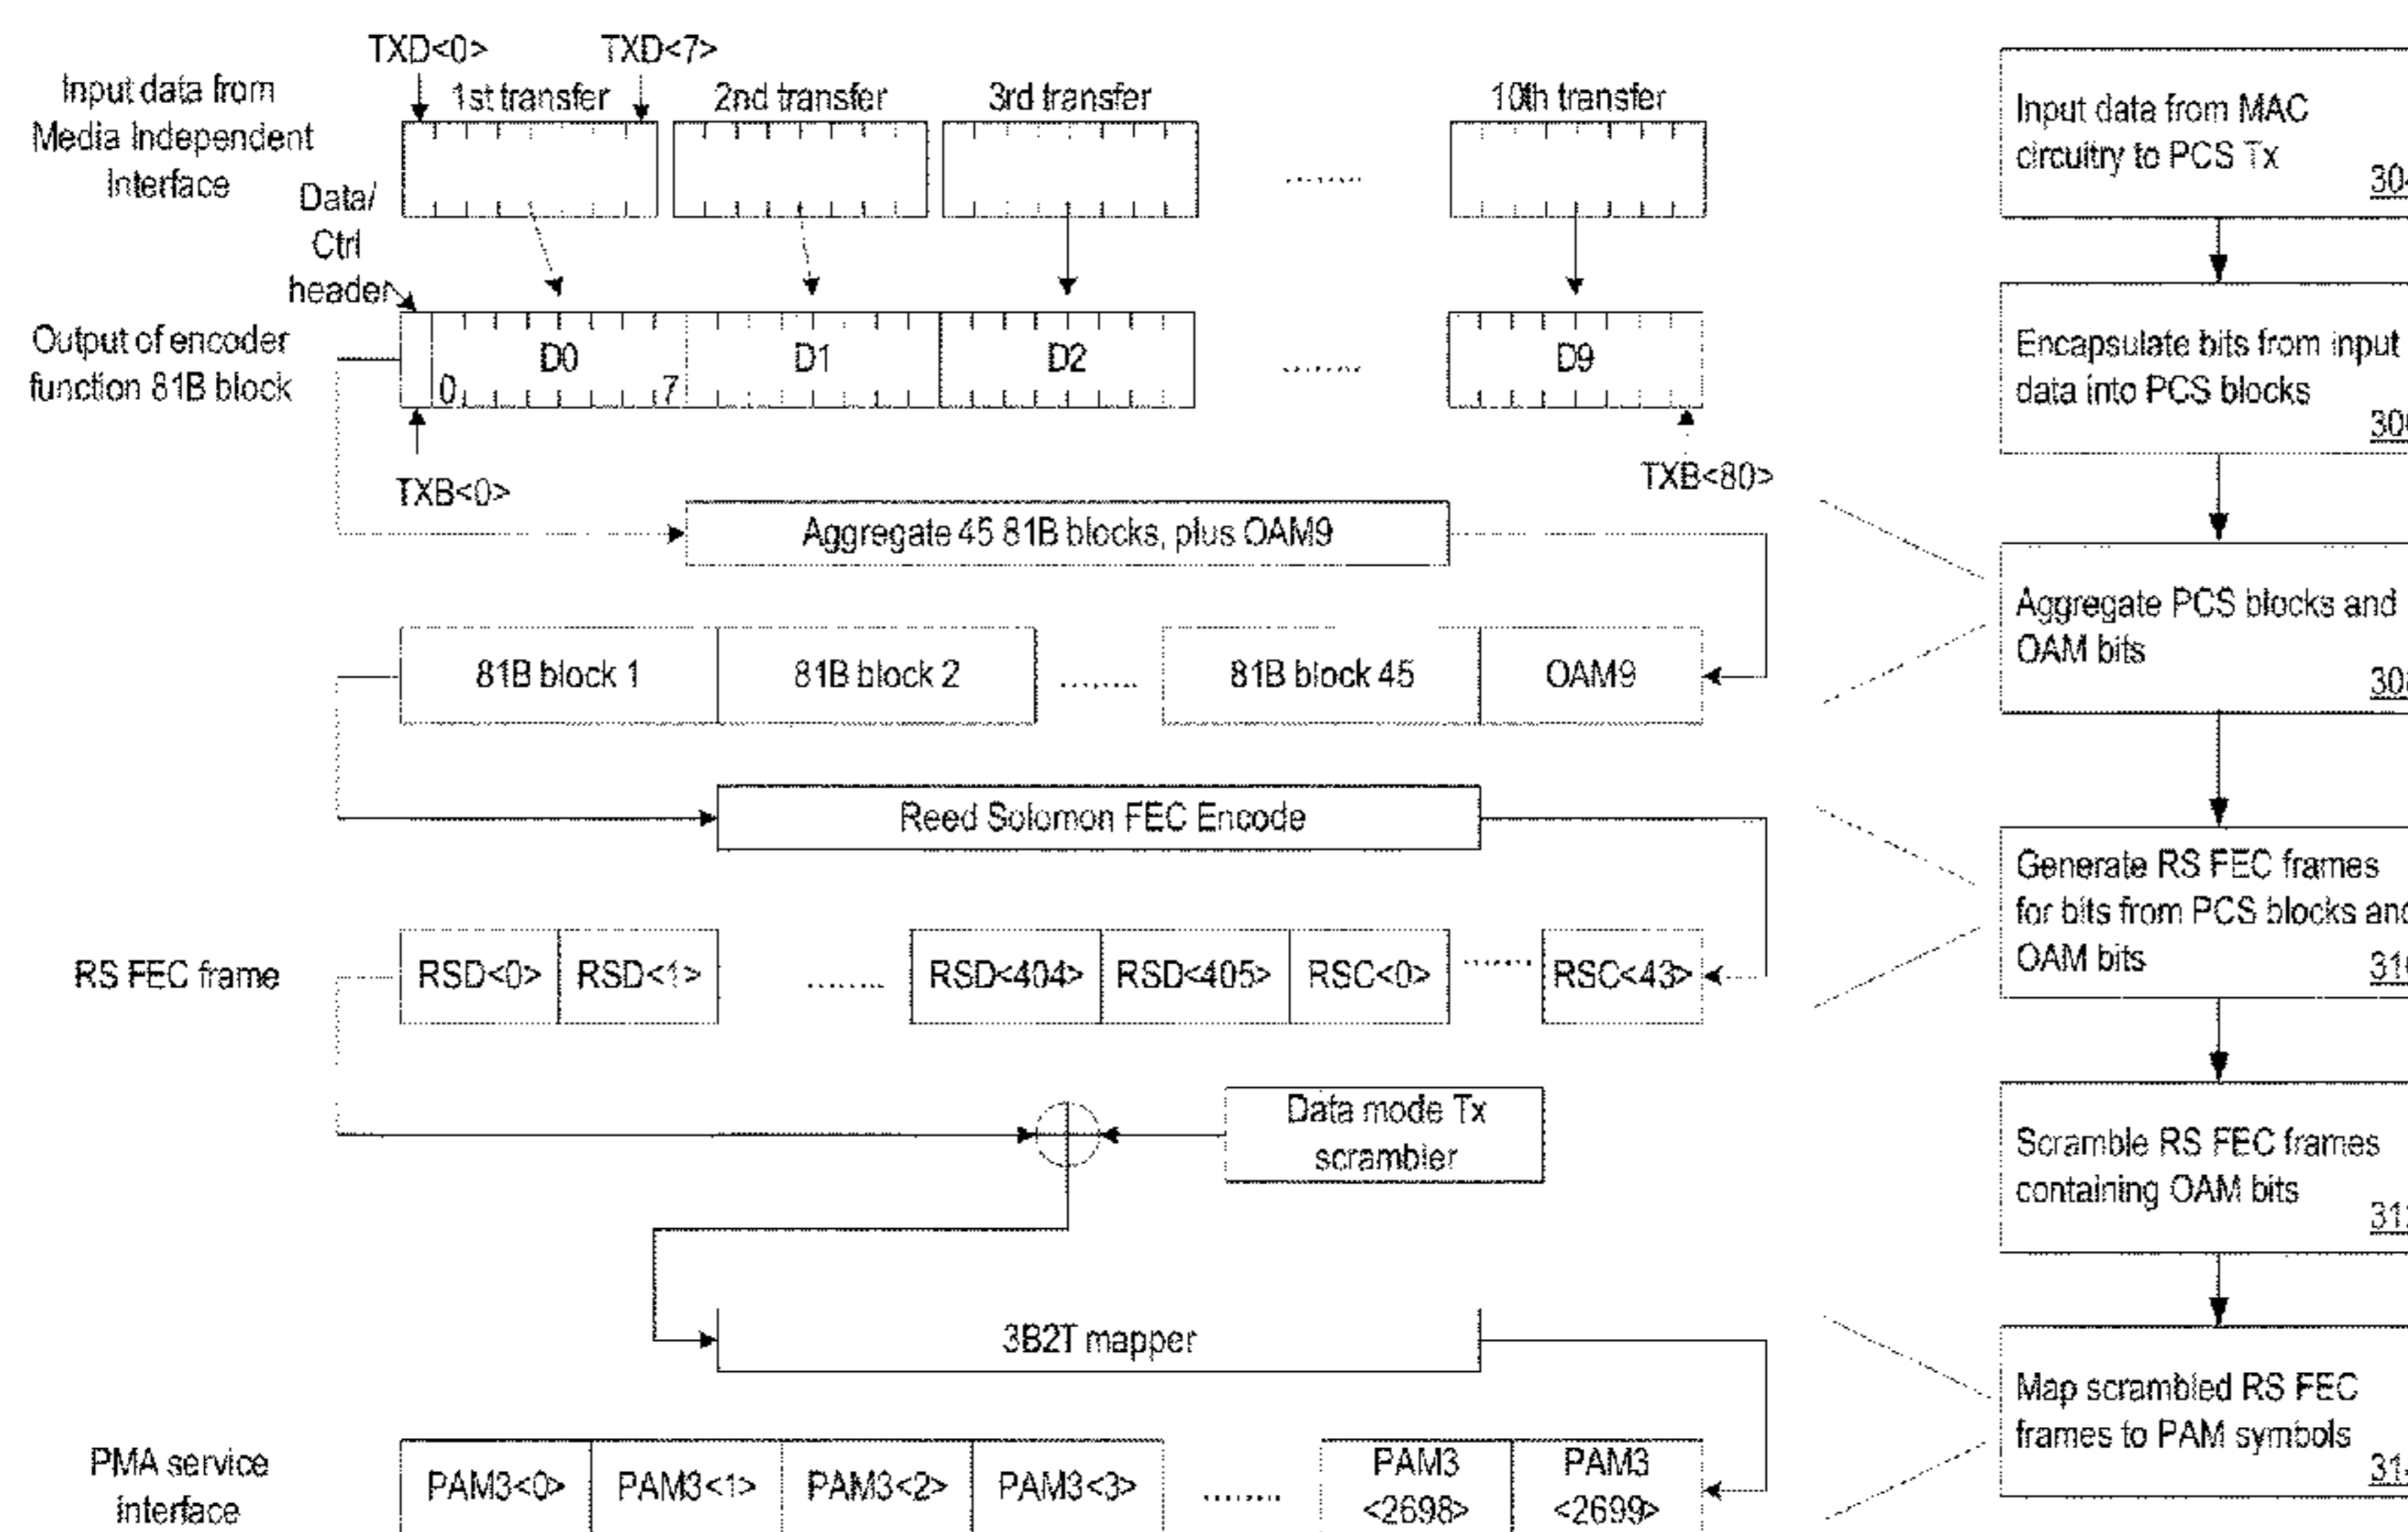 TXD<0>
TXD<7>
Input data from
Media Independent
Interface
1st transfer
2nd transfer
3rd transfer
10th transfer
Data/
Ctrl
header
Output of encoder
function 81B block
0
D0
7
D1
D2
D9
TXB<0>
TXB<80>
Aggregate 45 81B blocks, plus OAM9
81B block 1
81B block 2
81B block 45
OAM9
Reed Solomon FEC Encode
RS FEC frame
RSD<0>
RSD<1>
RSD<404>
RSD<405>
RSC<0>
RSC<43>
Data mode Tx
scrambler
3B2T mapper
PMA service
interface
PAM3<0>
PAM3<1>
PAM3<2>
PAM3<3>
PAM3
<2698>
PAM3
<2699>
Input data from MAC
circuitry to PCS Tx
Encapsulate bits from input
data into PCS blocks
Aggregate PCS blocks and
OAM bits
Generate RS FEC frames
for bits from PCS blocks and
OAM bits
Scramble RS FEC frames
containing OAM bits
Map scrambled RS FEC
frames to PAM symbols